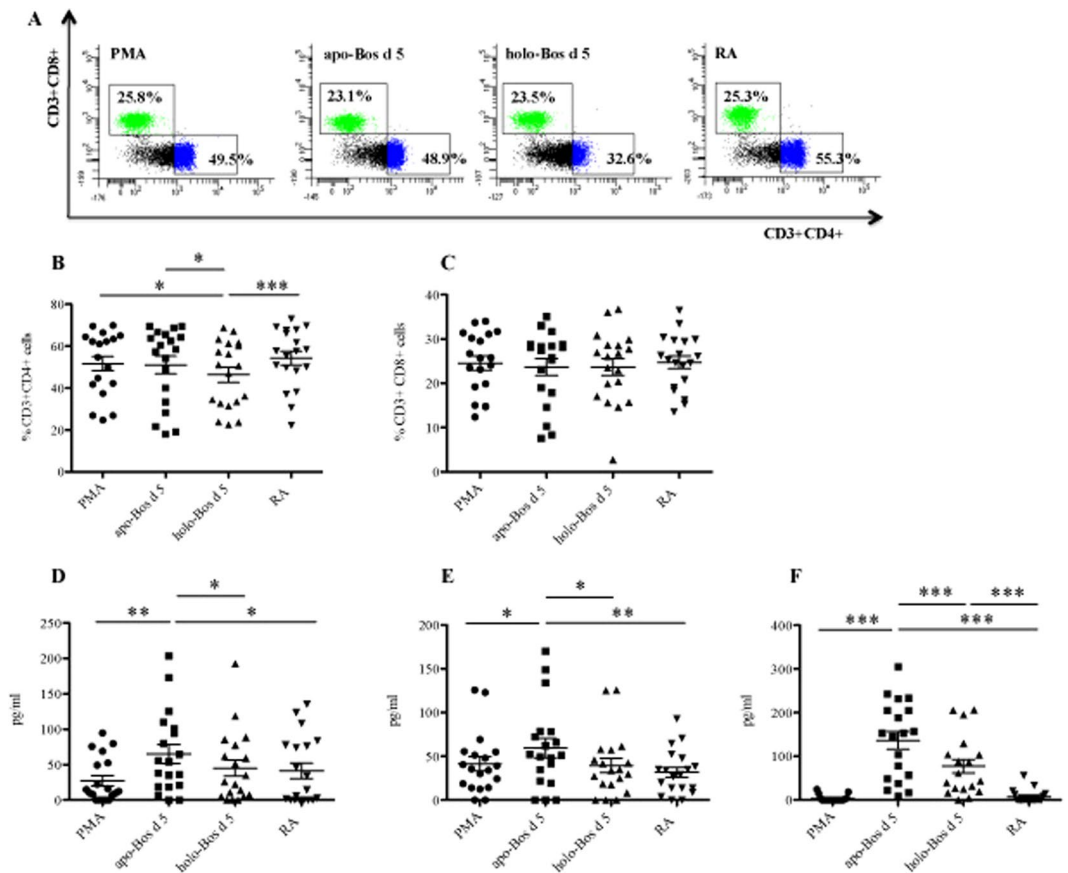 A
CD3+ CD8+
PMA
25.8%
49.5%
apo-Bos d 5
23.1%
48.9%
holo-Bos d 5
23.5%
32.6%
RA
25.3%
55.3%
CD3+CD4+
B
*
*
***
% CD3+CD4+ cells
80
60
40
20
0
PMA
apo-Bos d 5
holo-Bos d 5
RA
C
% CD3+ CD8+ cells
40
30
20
10
0
PMA
apo-Bos d 5
holo-Bos d 5
RA
D
*
**
*
pg/ml
250
200
150
100
50
0
PMA
apo-Bos d 5
holo-Bos d 5
RA
E
*
*
**
pg/ml
200
150
100
50
0
PMA
apo-Bos d 5
holo-Bos d 5
RA
F
***
***
***
***
pg/ml
400
300
200
100
0
PMA
apo-Bos d 5
holo-Bos d 5
RA